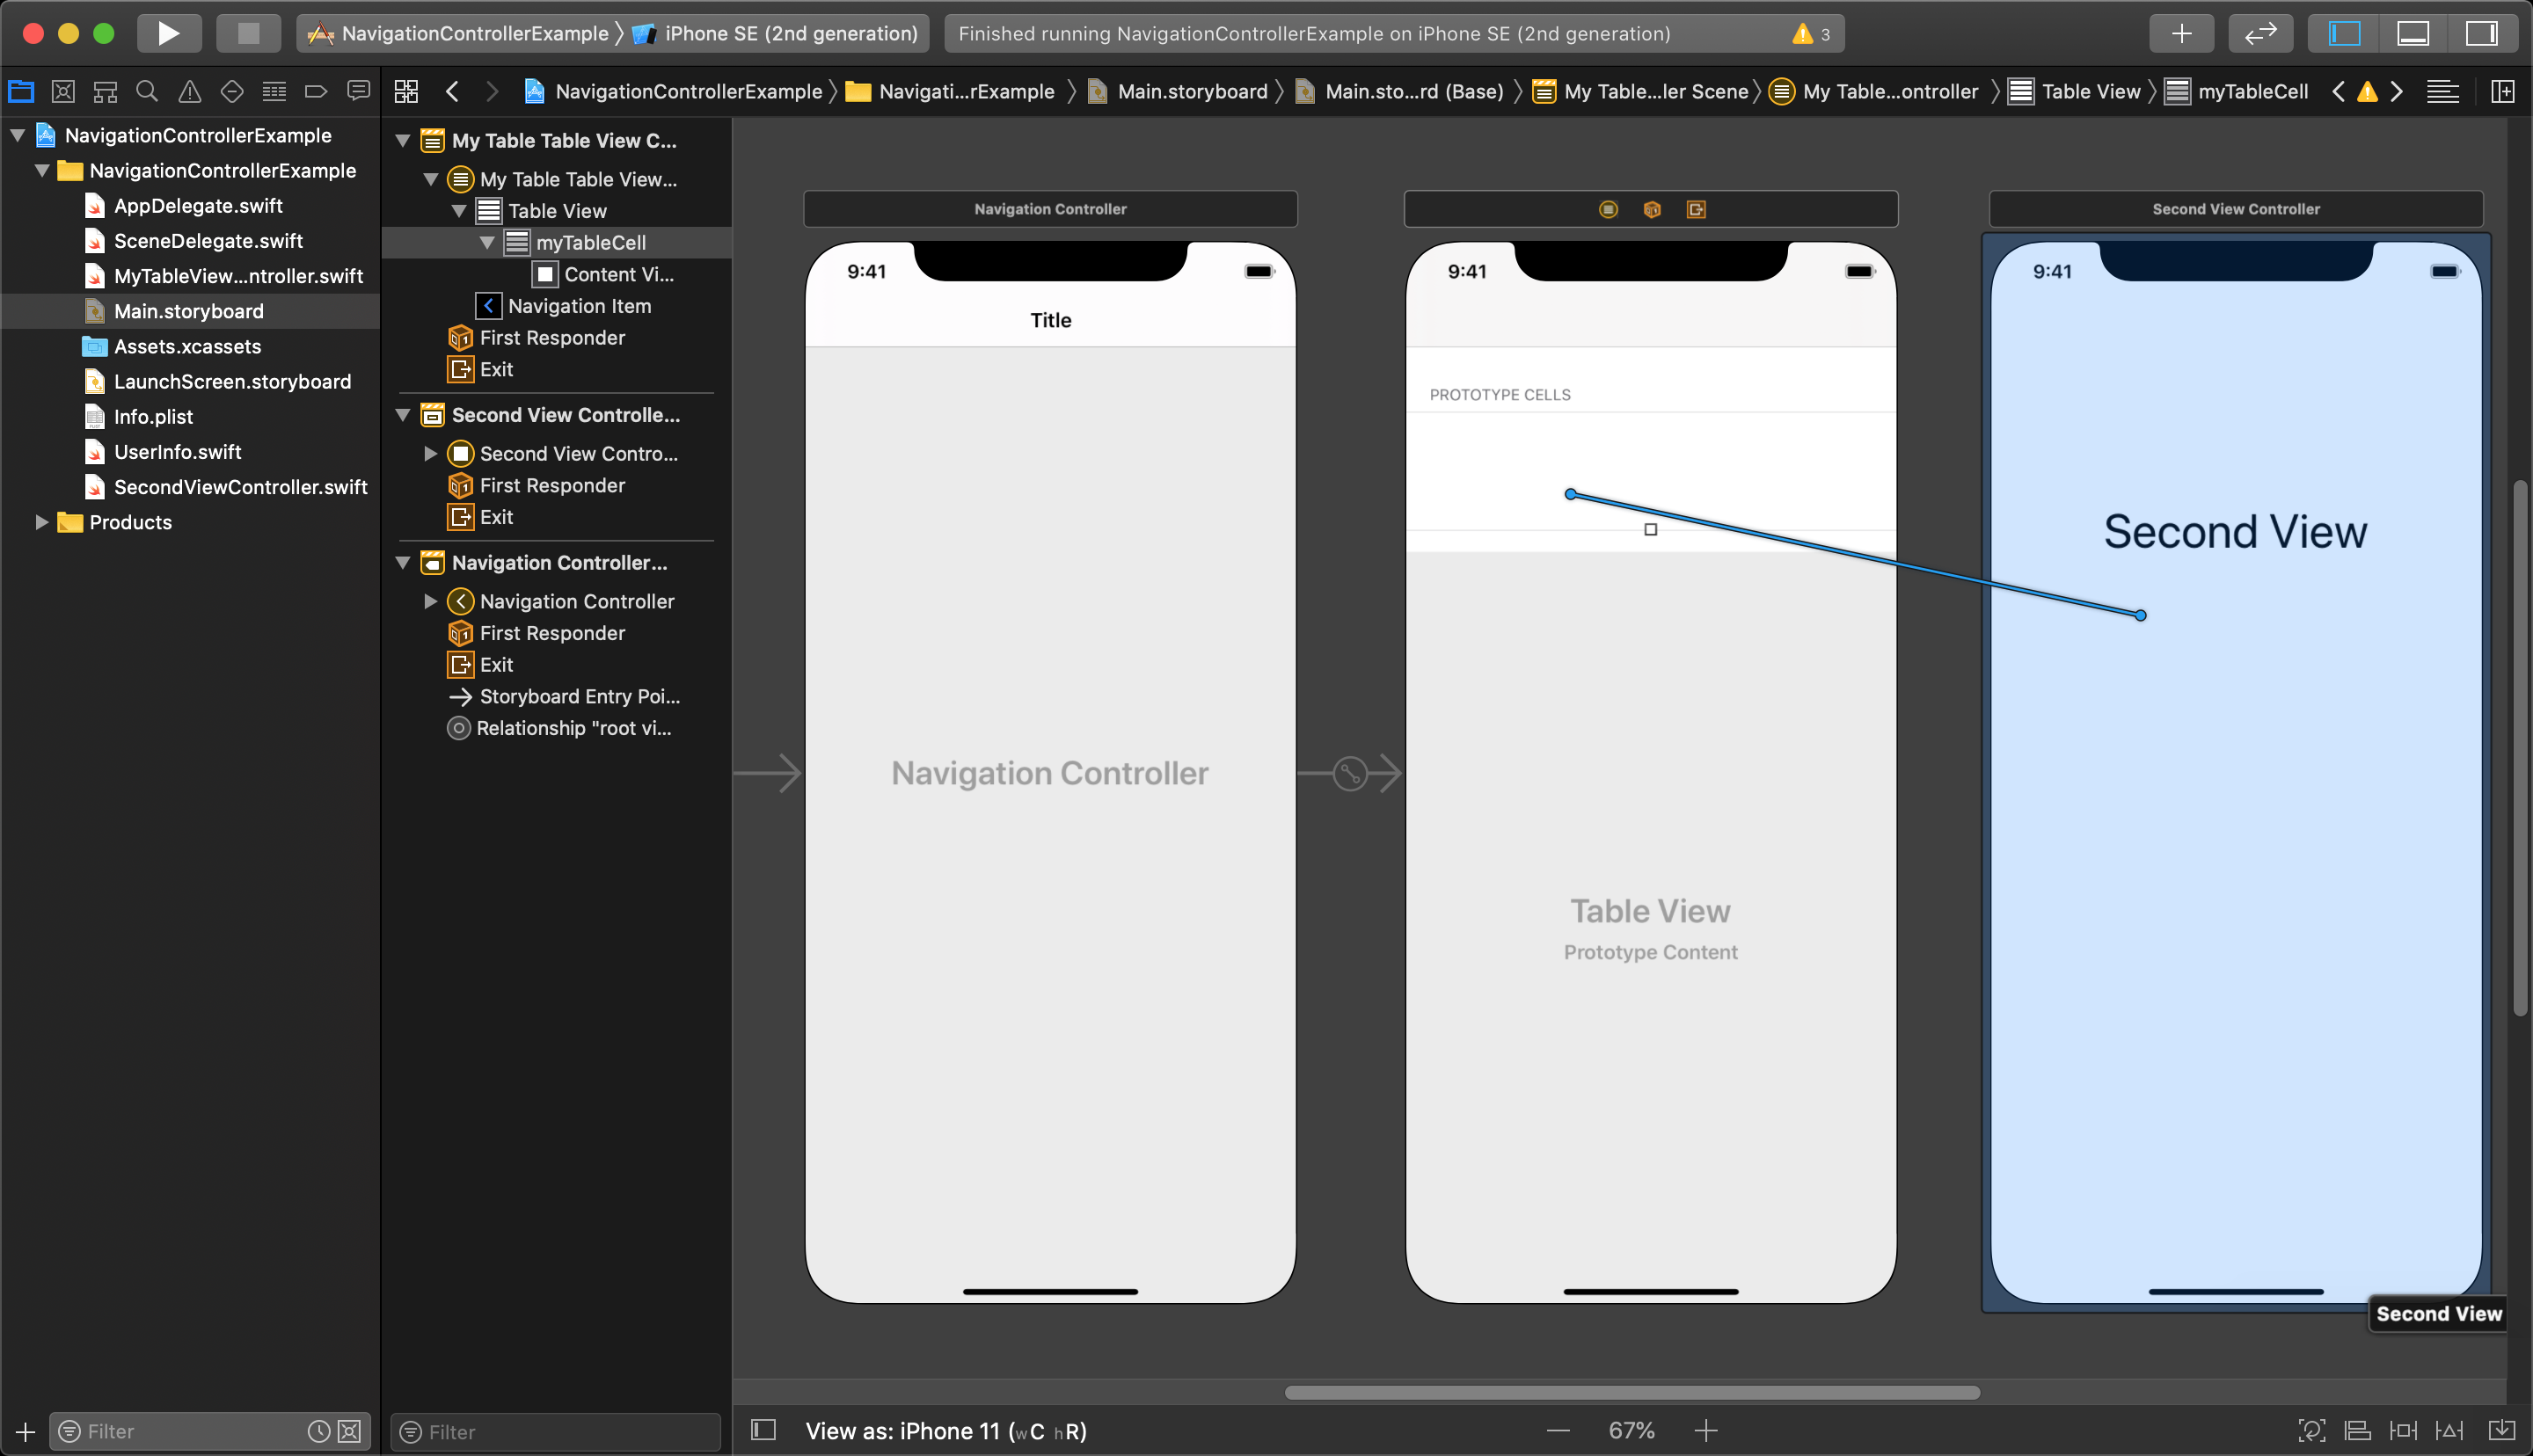 NavigationControllerExample 〉 iPhone SE (2nd generation)
Finished running NavigationControllerExample on iPhone SE (2nd generation)
3
NavigationControllerExample 〉 Navigati...rExample 〉 Main.storyboard 〉 Main.sto...rd (Base) 〉 My Table...ler Scene 〉 My Table...ontroller 〉 Table View 〉 myTableCell
NavigationControllerExample
NavigationControllerExample
AppDelegate.swift
SceneDelegate.swift
MyTableView...ntroller.swift
Main.storyboard
Assets.xcassets
LaunchScreen.storyboard
Info.plist
UserInfo.swift
SecondViewController.swift
Products
Filter
My Table Table View C...
My Table Table View...
Table View
myTableCell
Content Vi...
Navigation Item
First Responder
Exit
Second View Controlle...
Second View Contro...
First Responder
Exit
Navigation Controller...
Navigation Controller
First Responder
Exit
Storyboard Entry Poi...
Relationship "root vi...
Filter
Navigation Controller
9:41
Title
Navigation Controller
9:41
PROTOTYPE CELLS
Table View
Prototype Content
Second View Controller
9:41
Second View
Second View
View as: iPhone 11 (wC hR)
67%